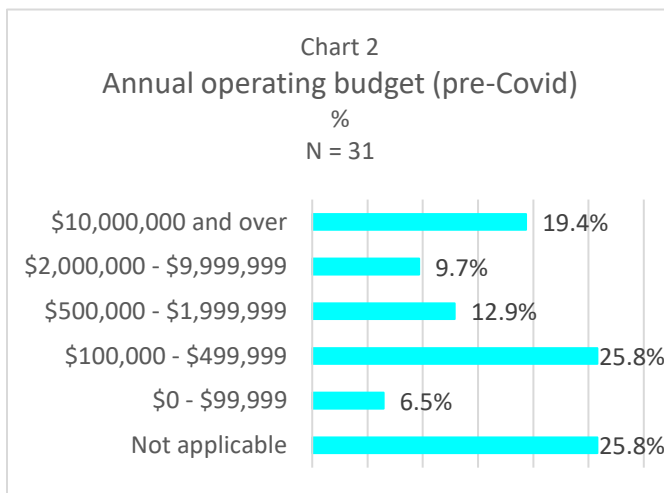 Chart 2
Annual operating budget (pre-Covid)
%
N = 31
$10,000,000 and over 19.4%
$2,000,000 - $9,999,999 9.7%
$500,000 - $1,999,999 12.9%
$100,000 - $499,999 25.8%
$0 - $99,999 6.5%
Not applicable 25.8%